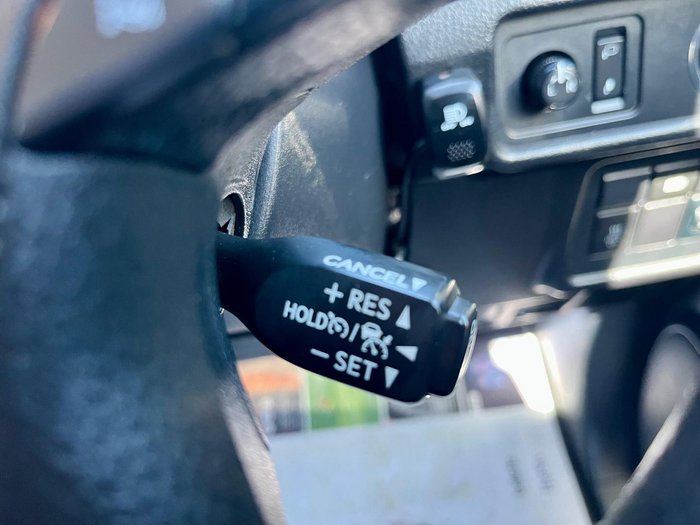 CANCEL▼
+ RES ▲
HOLD /
− SET ▼